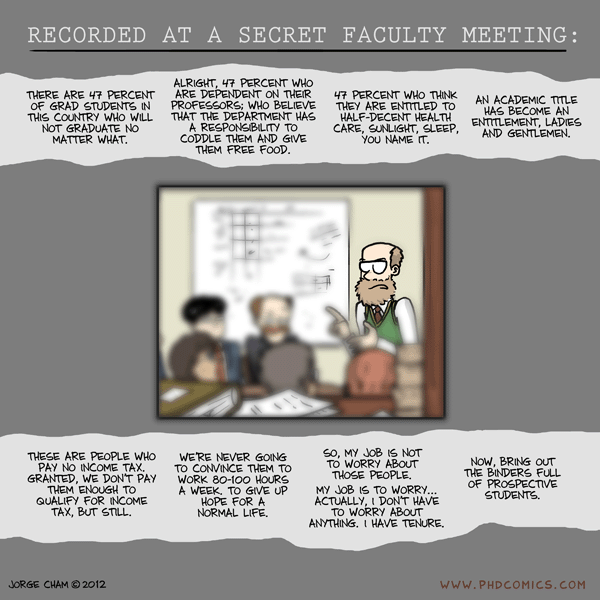 RECORDED AT A SECRET FACULTY MEETING:
THERE ARE 47 PERCENT
OF GRAD STUDENTS IN
THIS COUNTRY WHO WILL
NOT GRADUATE NO
MATTER WHAT.
ALRIGHT, 47 PERCENT WHO
ARE DEPENDENT ON THEIR
PROFESSORS; WHO BELIEVE
THAT THE DEPARTMENT HAS
A RESPONSIBILITY TO
CODDLE THEM AND GIVE
THEM FREE FOOD.
47 PERCENT WHO THINK
THEY ARE ENTITLED TO
HALF-DECENT HEALTH
CARE, SUNLIGHT, SLEEP,
YOU NAME IT.
AN ACADEMIC TITLE
HAS BECOME AN
ENTITLEMENT, LADIES
AND GENTLEMEN.
THESE ARE PEOPLE WHO
PAY NO INCOME TAX.
GRANTED, WE DON'T PAY
THEM ENOUGH TO
QUALIFY FOR INCOME
TAX, BUT STILL.
WE'RE NEVER GOING
TO CONVINCE THEM TO
WORK 80-100 HOURS
A WEEK. TO GIVE UP
HOPE FOR A
NORMAL LIFE.
SO, MY JOB IS NOT
TO WORRY ABOUT
THOSE PEOPLE.
MY JOB IS TO WORRY...
ACTUALLY, I DON'T HAVE
TO WORRY ABOUT
ANYTHING. I HAVE TENURE.
NOW, BRING OUT
THE BINDERS FULL
OF PROSPECTIVE
STUDENTS.
JORGE CHAM © 2012
WWW.PHDCOMICS.COM